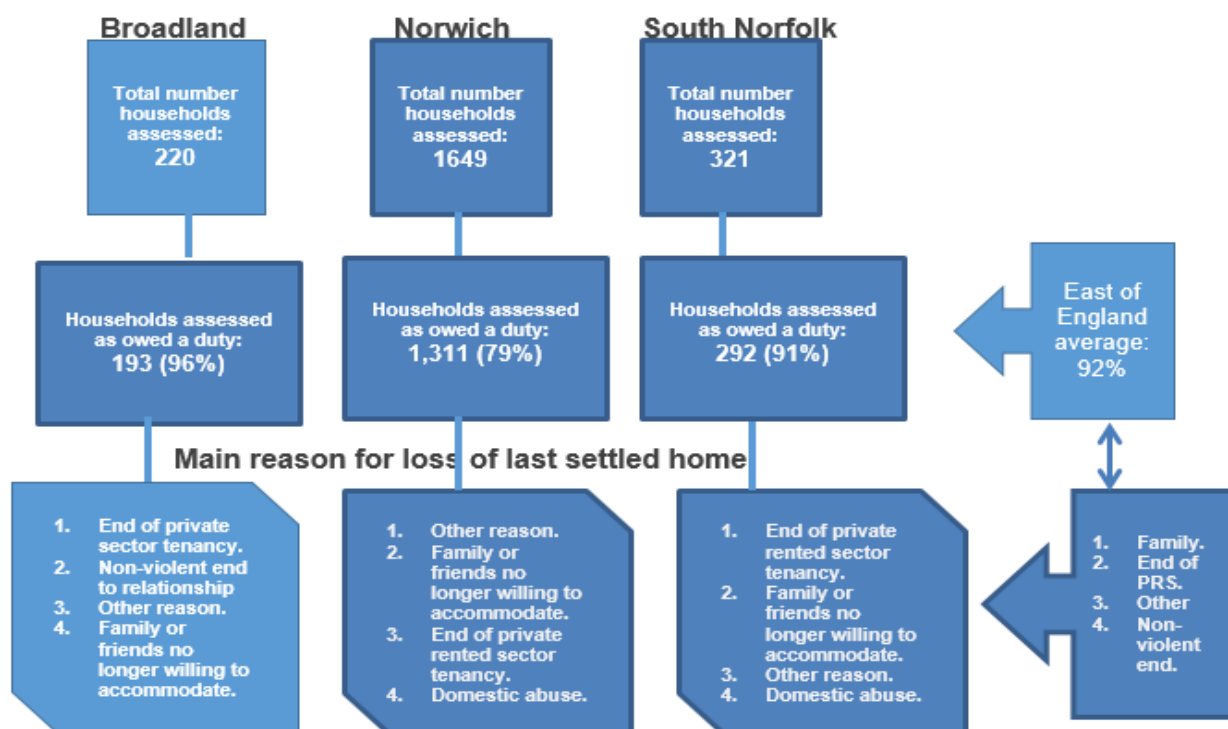 Broadland
Total number
households
assessed:
220
Households assessed
as owed a duty:
193 (96%)
Norwich
Total number
households
assessed:
1649
Households assessed
as owed a duty:
1,311 (79%)
South Norfolk
Total number
households
assessed:
321
Households assessed
as owed a duty:
292 (91%)
East of
England
average:
92%
Main reason for loss of last settled home
1. End of private
sector tenancy.
2. Non-violent end
to relationship
3. Other reason.
4. Family or
friends no
longer willing to
accommodate.
1. Other reason.
2. Family or
friends no
longer willing to
accommodate.
3. End of private
rented sector
tenancy.
4. Domestic abuse.
1. End of private
rented sector
tenancy.
2. Family or
friends no
longer willing to
accommodate.
3. Other reason.
4. Domestic abuse.
1. Family.
2. End of
PRS.
3. Other
4. Non-
violent
end.